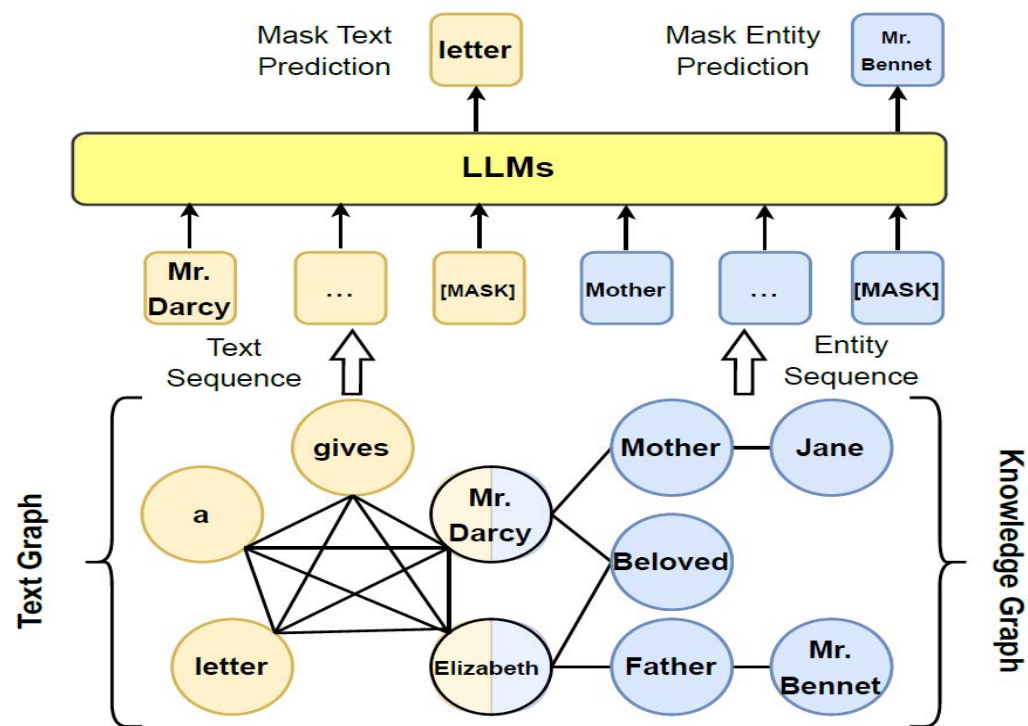 Mask Text
Prediction
letter
Mask Entity
Prediction
Mr.
Bennet
LLMs
Mr.
Darcy
...
[MASK]
Mother
...
[MASK]
Text
Sequence
Entity
Sequence
Text Graph
gives
a
letter
Mr.
Darcy
Elizabeth
Mother
Jane
Beloved
Father
Mr.
Bennet
Knowledge Graph